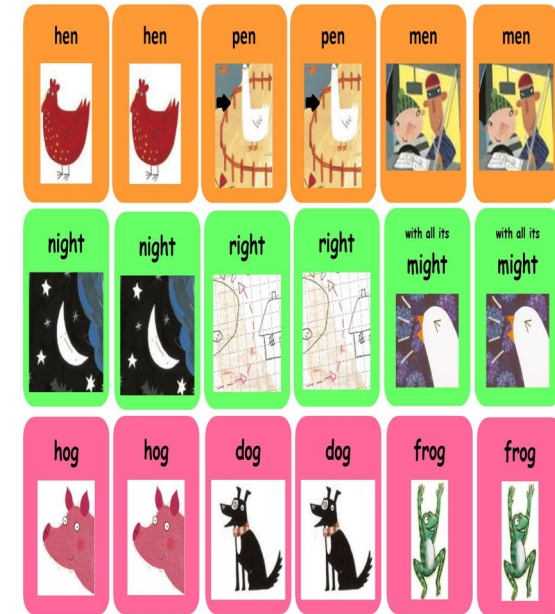 hen hen pen pen men men
night night right right with all its might with all its might
hog hog dog dog frog frog